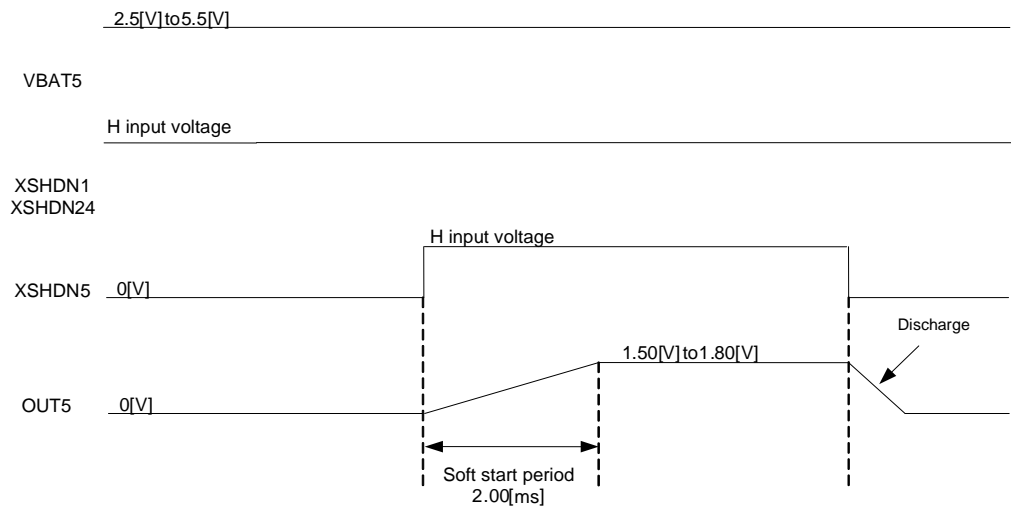 2.5[V]to5.5[V]
VBAT5
H input voltage
XSHDN1
XSHDN24
H input voltage
XSHDN5
0[V]
Discharge
1.50[V]to1.80[V]
OUT5
0[V]
Soft start period
2.00[ms]